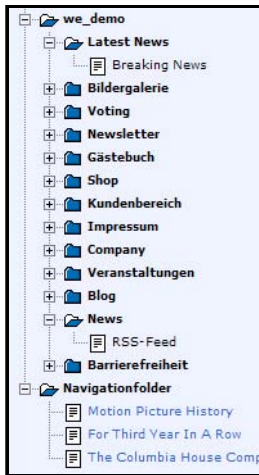 we_demo
Latest News
Breaking News
Bildergalerie
Voting
Newsletter
Gästebuch
Shop
Kundenbereich
Impressum
Company
Veranstaltungen
Blog
News
RSS-Feed
Barrierefreiheit
Navigationfolder
Motion Picture History
For Third Year In A Row
The Columbia House Comp